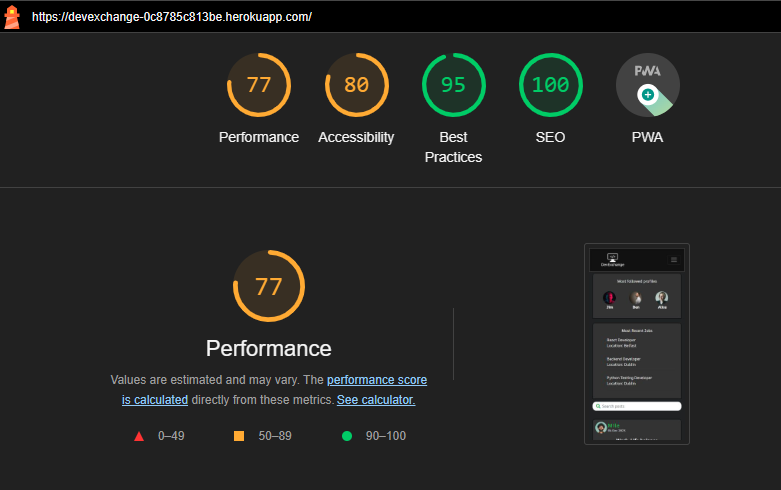 https://devexchange-0c8785c813be.herokuapp.com/
77
80
95
100
PWA
Performance
Accessibility
Best
Practices
SEO
PWA
77
Performance
Values are estimated and may vary. The performance score
is calculated directly from these metrics. See calculator.
0–49
50–89
90–100
DevExchange
Most followed profiles
Ben
Alex
Most Recent Jobs
React Developer
Location: Belfast
Backend Developer
Location: Dublin
Python Testing Developer
Location: Dublin
Search posts